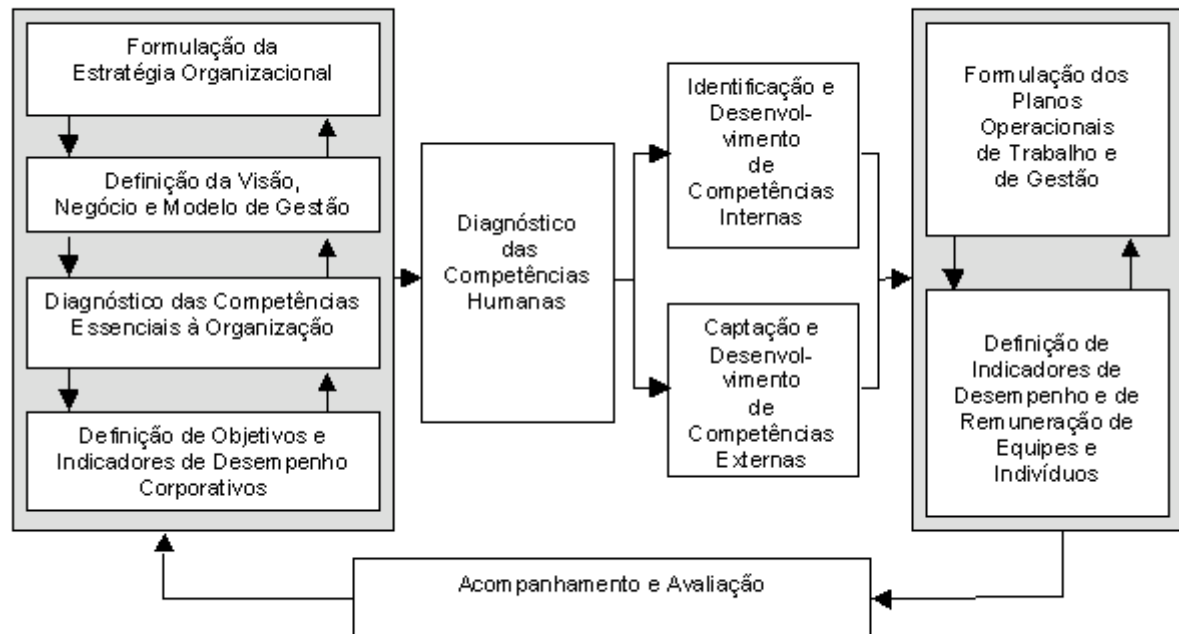 Formulação da
Estratégia Organizacional
Definição da Visão,
Negócio e Modelo de Gestão
Diagnóstico das Competências
Essenciais à Organização
Definição de Objetivos e
Indicadores de Desempenho
Corporativos
Diagnóstico
das
Competências
Humanas
Identificação e
Desenvol-
vimento
de
Competências
Internas
Captação e
Desenvol-
vimento
de
Competências
Externas
Formulação dos
Planos
Operacionais
de Trabalho e
de Gestão
Definição de
Indicadores de
Desempenho e de
Remuneração de
Equipes e
Indivíduos
Acompanhamento e Avaliação